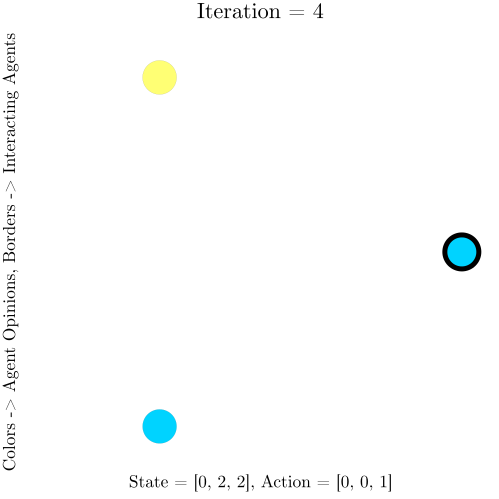 Iteration = 4
Colors -> Agent Opinions, Borders -> Interacting Agents
State = [0, 2, 2], Action = [0, 0, 1]